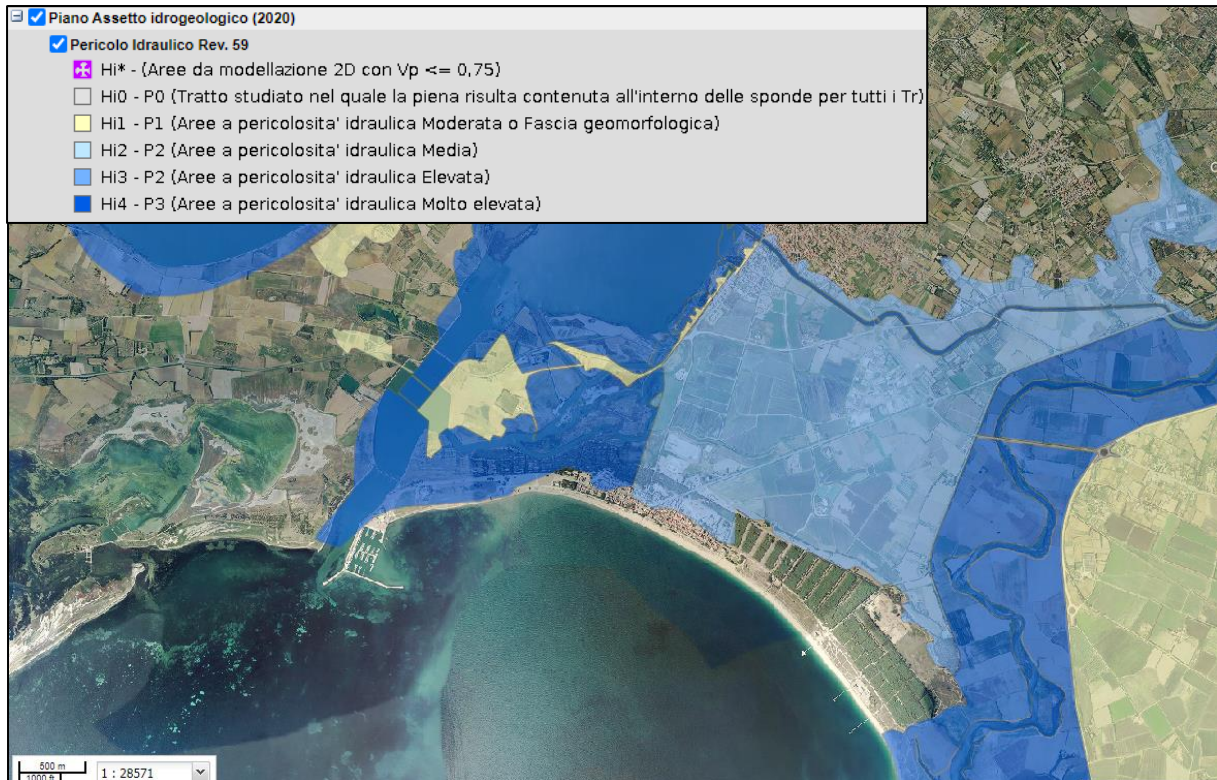 Piano Assetto idrogeologico (2020)
Pericolo Idraulico Rev. 59
Hi* - (Aree da modellazione 2D con Vp <= 0,75)
Hi0 - P0 (Tratto studiato nel quale la piena risulta contenuta all'interno delle sponde per tutti i Tr)
Hi1 - P1 (Aree a pericolosita' idraulica Moderata o Fascia geomorfologica)
Hi2 - P2 (Aree a pericolosita' idraulica Media)
Hi3 - P2 (Aree a pericolosita' idraulica Elevata)
Hi4 - P3 (Aree a pericolosita' idraulica Molto elevata)
500 m
1000 ft
1 : 28571